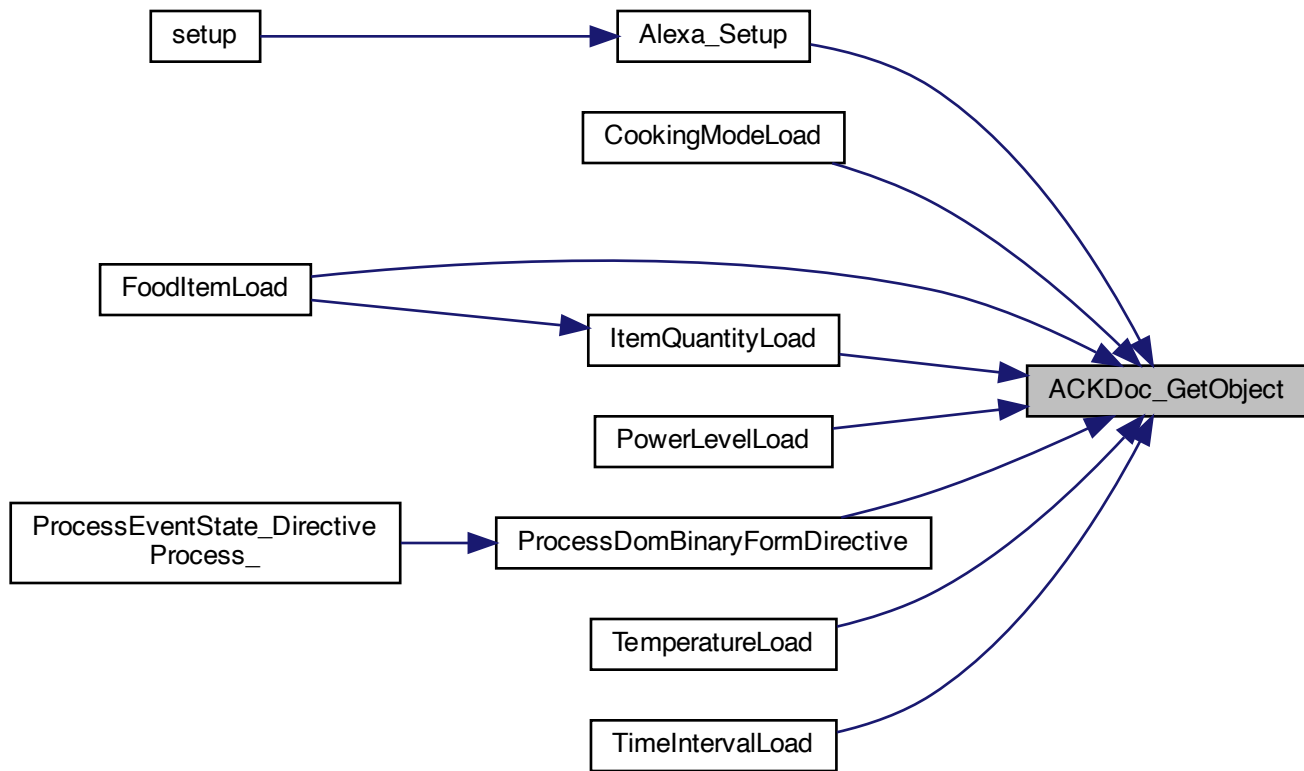 setup
Alexa_Setup
CookingModeLoad
FoodItemLoad
ItemQuantityLoad
ACKDoc_GetObject
PowerLevelLoad
ProcessEventState_Directive
Process_
ProcessDomBinaryFormDirective
TemperatureLoad
TimeIntervalLoad